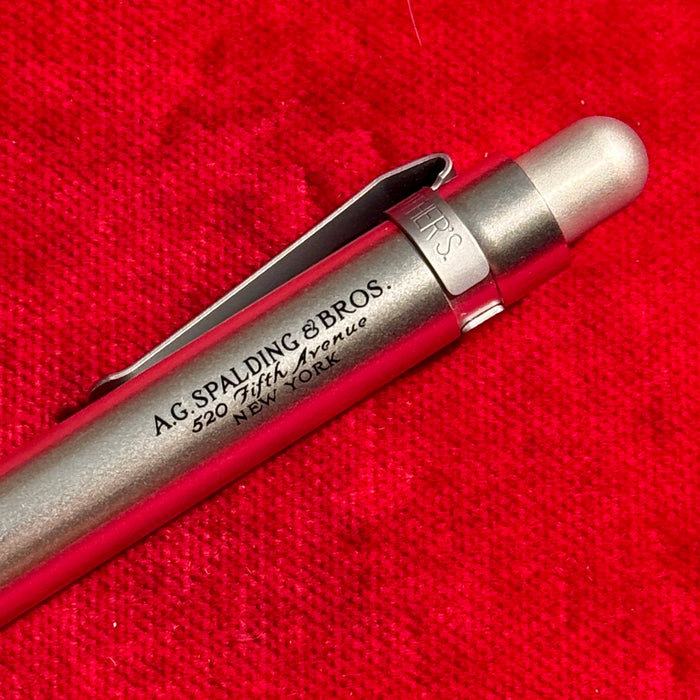 A.G. SPALDING & BROS.
520 Fifth Avenue
NEW YORK